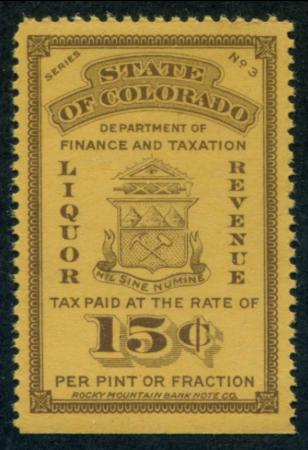 SERIES Nº 3
STATE
OF COLORADO
DEPARTMENT OF
FINANCE AND TAXATION
LIQUOR
REVENUE
NIL SINE NUMINE
TAX PAID AT THE RATE OF
15¢
PER PINT OR FRACTION
ROCKY MOUNTAIN BANK NOTE CO.